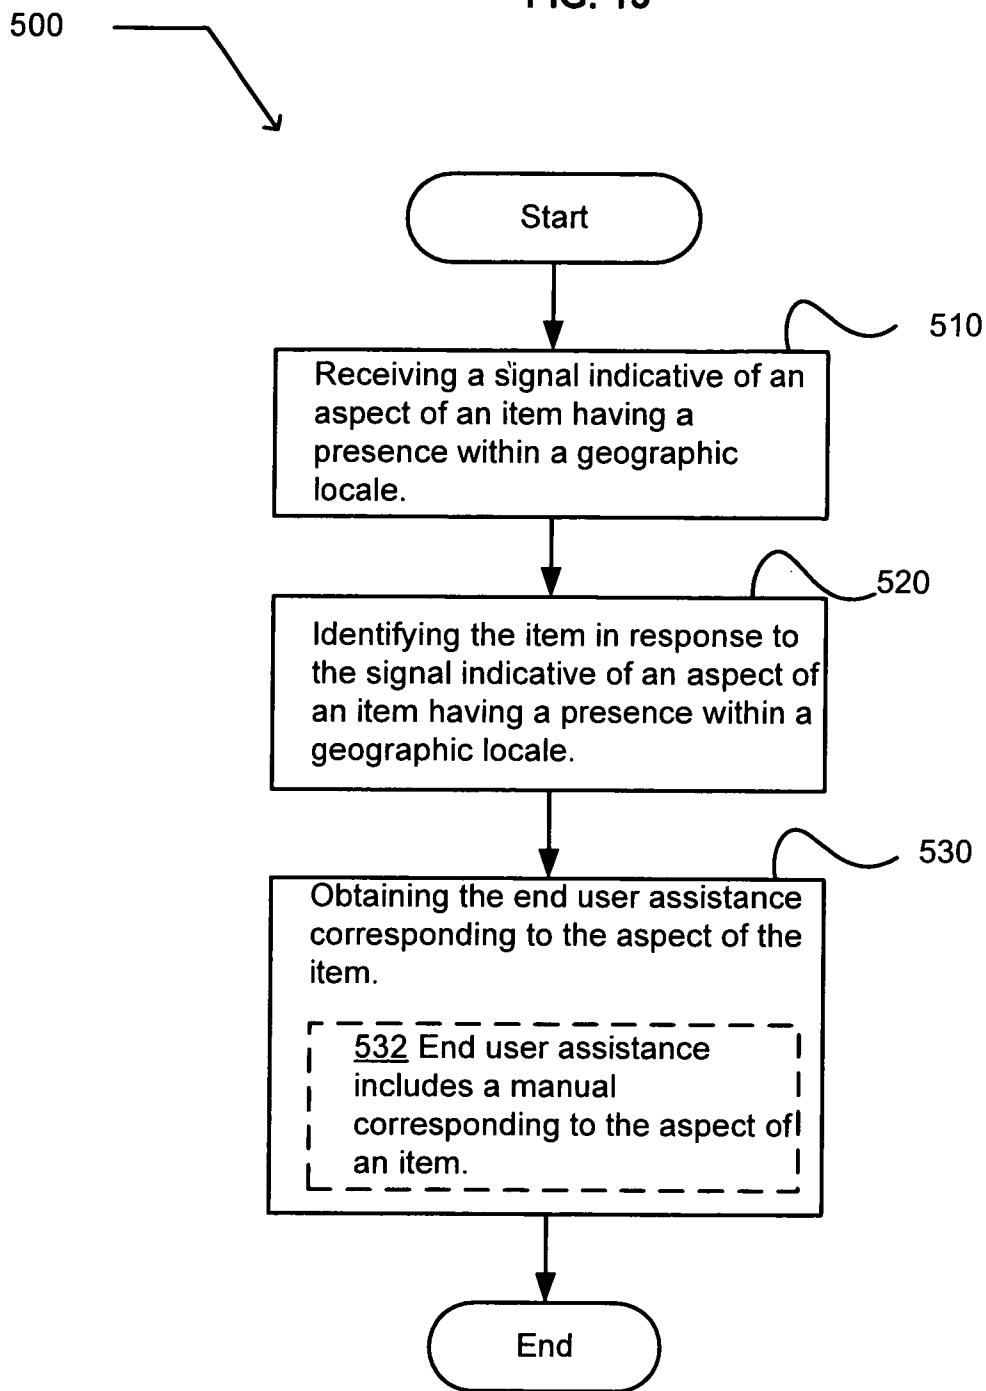 500
Start
510
Receiving a signal indicative of an
aspect of an item having a
presence within a geographic
locale.
520
Identifying the item in response to
the signal indicative of an aspect of
an item having a presence within a
geographic locale.
530
Obtaining the end user assistance
corresponding to the aspect of the
item.
532 End user assistance
includes a manual
corresponding to the aspect of
an item.
End